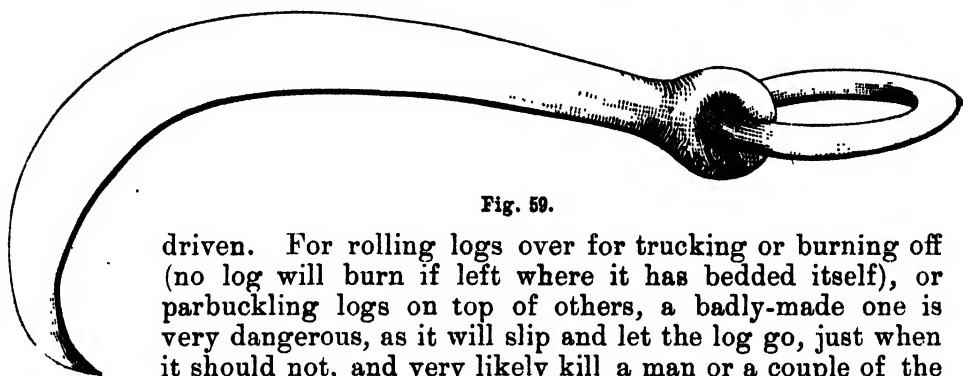 Fig. 59.
driven. For rolling logs over for trucking or burning off
(no log will burn if left where it has bedded itself), or
parbuckling logs on top of others, a badly-made one is
very dangerous, as it will slip and let the log go, just when
it should not, and very likely kill a man or a couple of the